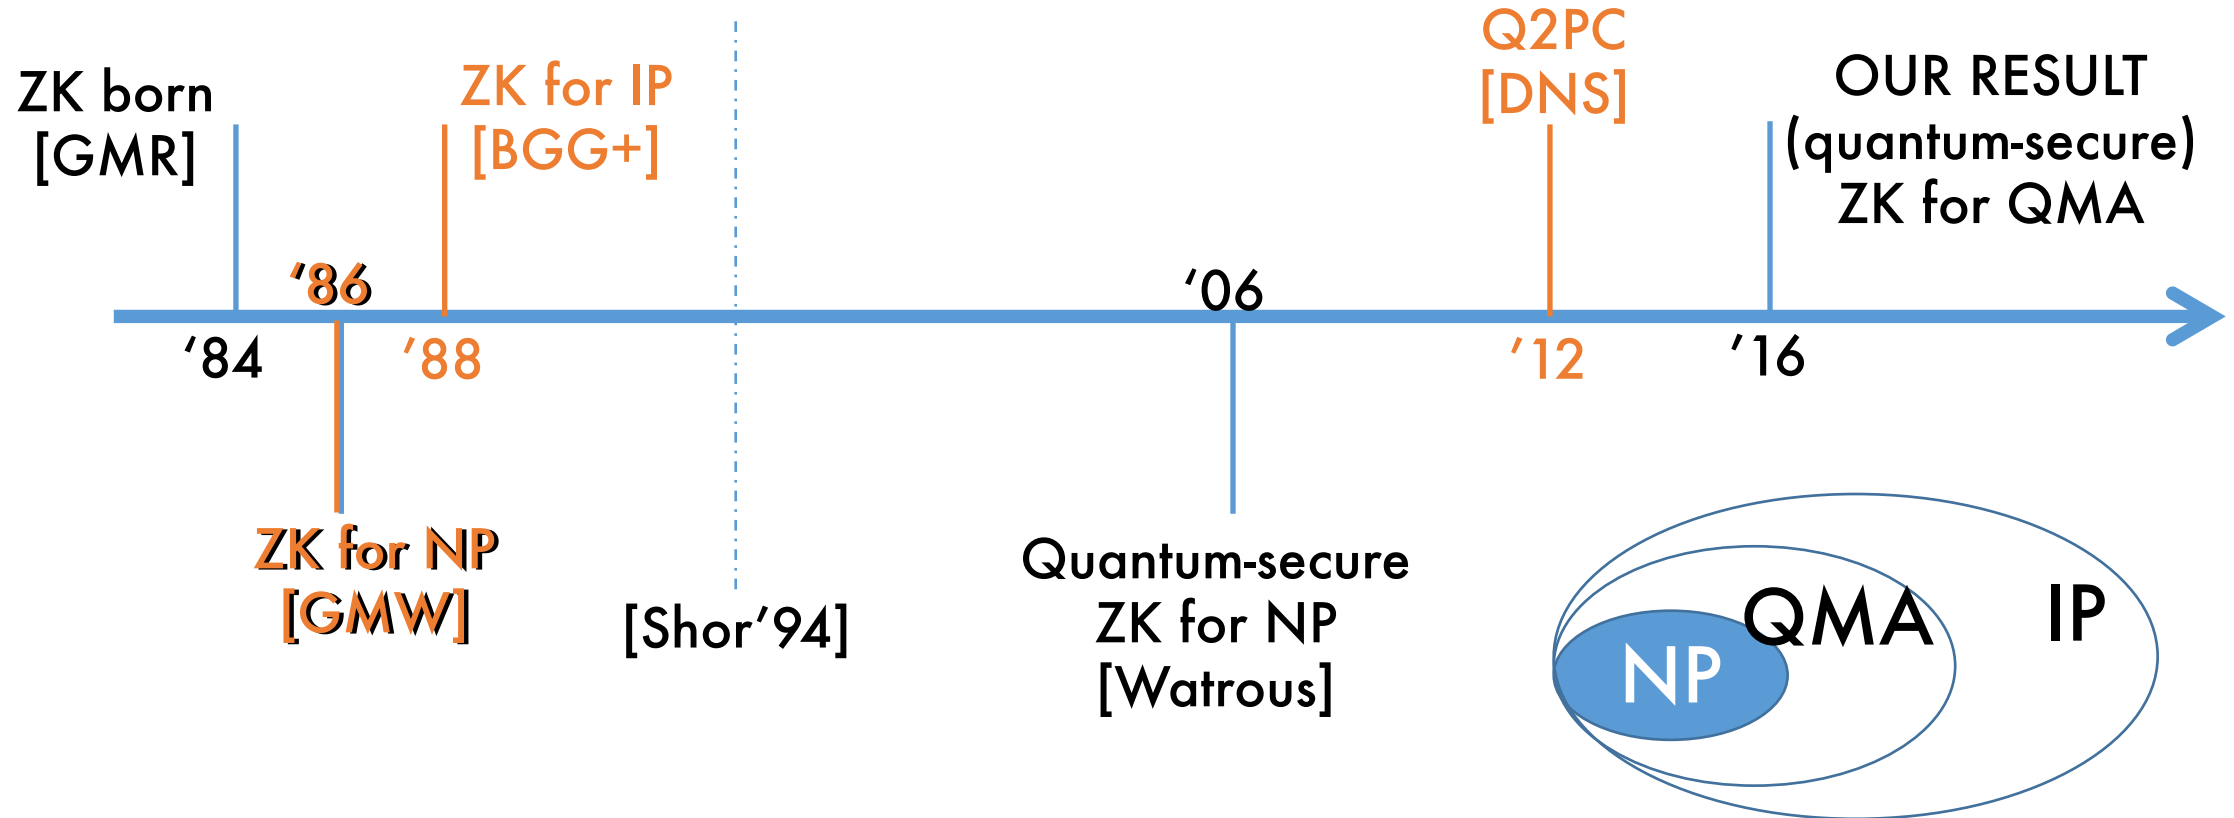 ZK born
[GMR]
‘84
‘86
ZK for NP
[GMW]
ZK for IP
[BGG+]
‘88
[Shor’94]
‘06
Quantum-secure
ZK for NP
[Watrous]
Q2PC
[DNS]
‘12
OUR RESULT
(quantum-secure)
ZK for QMA
‘16
NP
QMA
IP